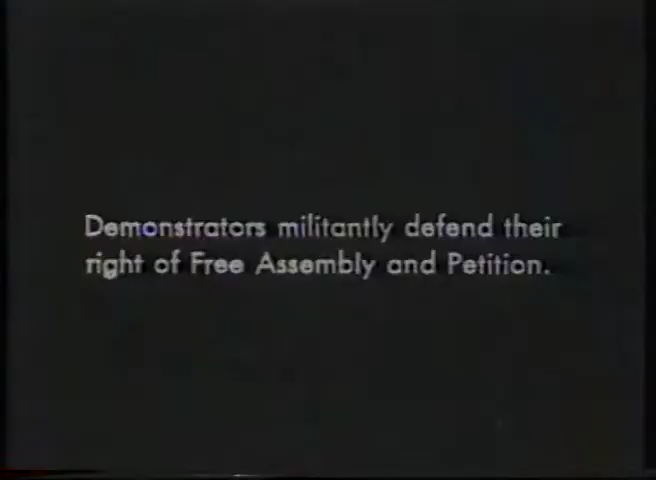 Demonstrators militantly defend their
right of Free Assembly and Petition.